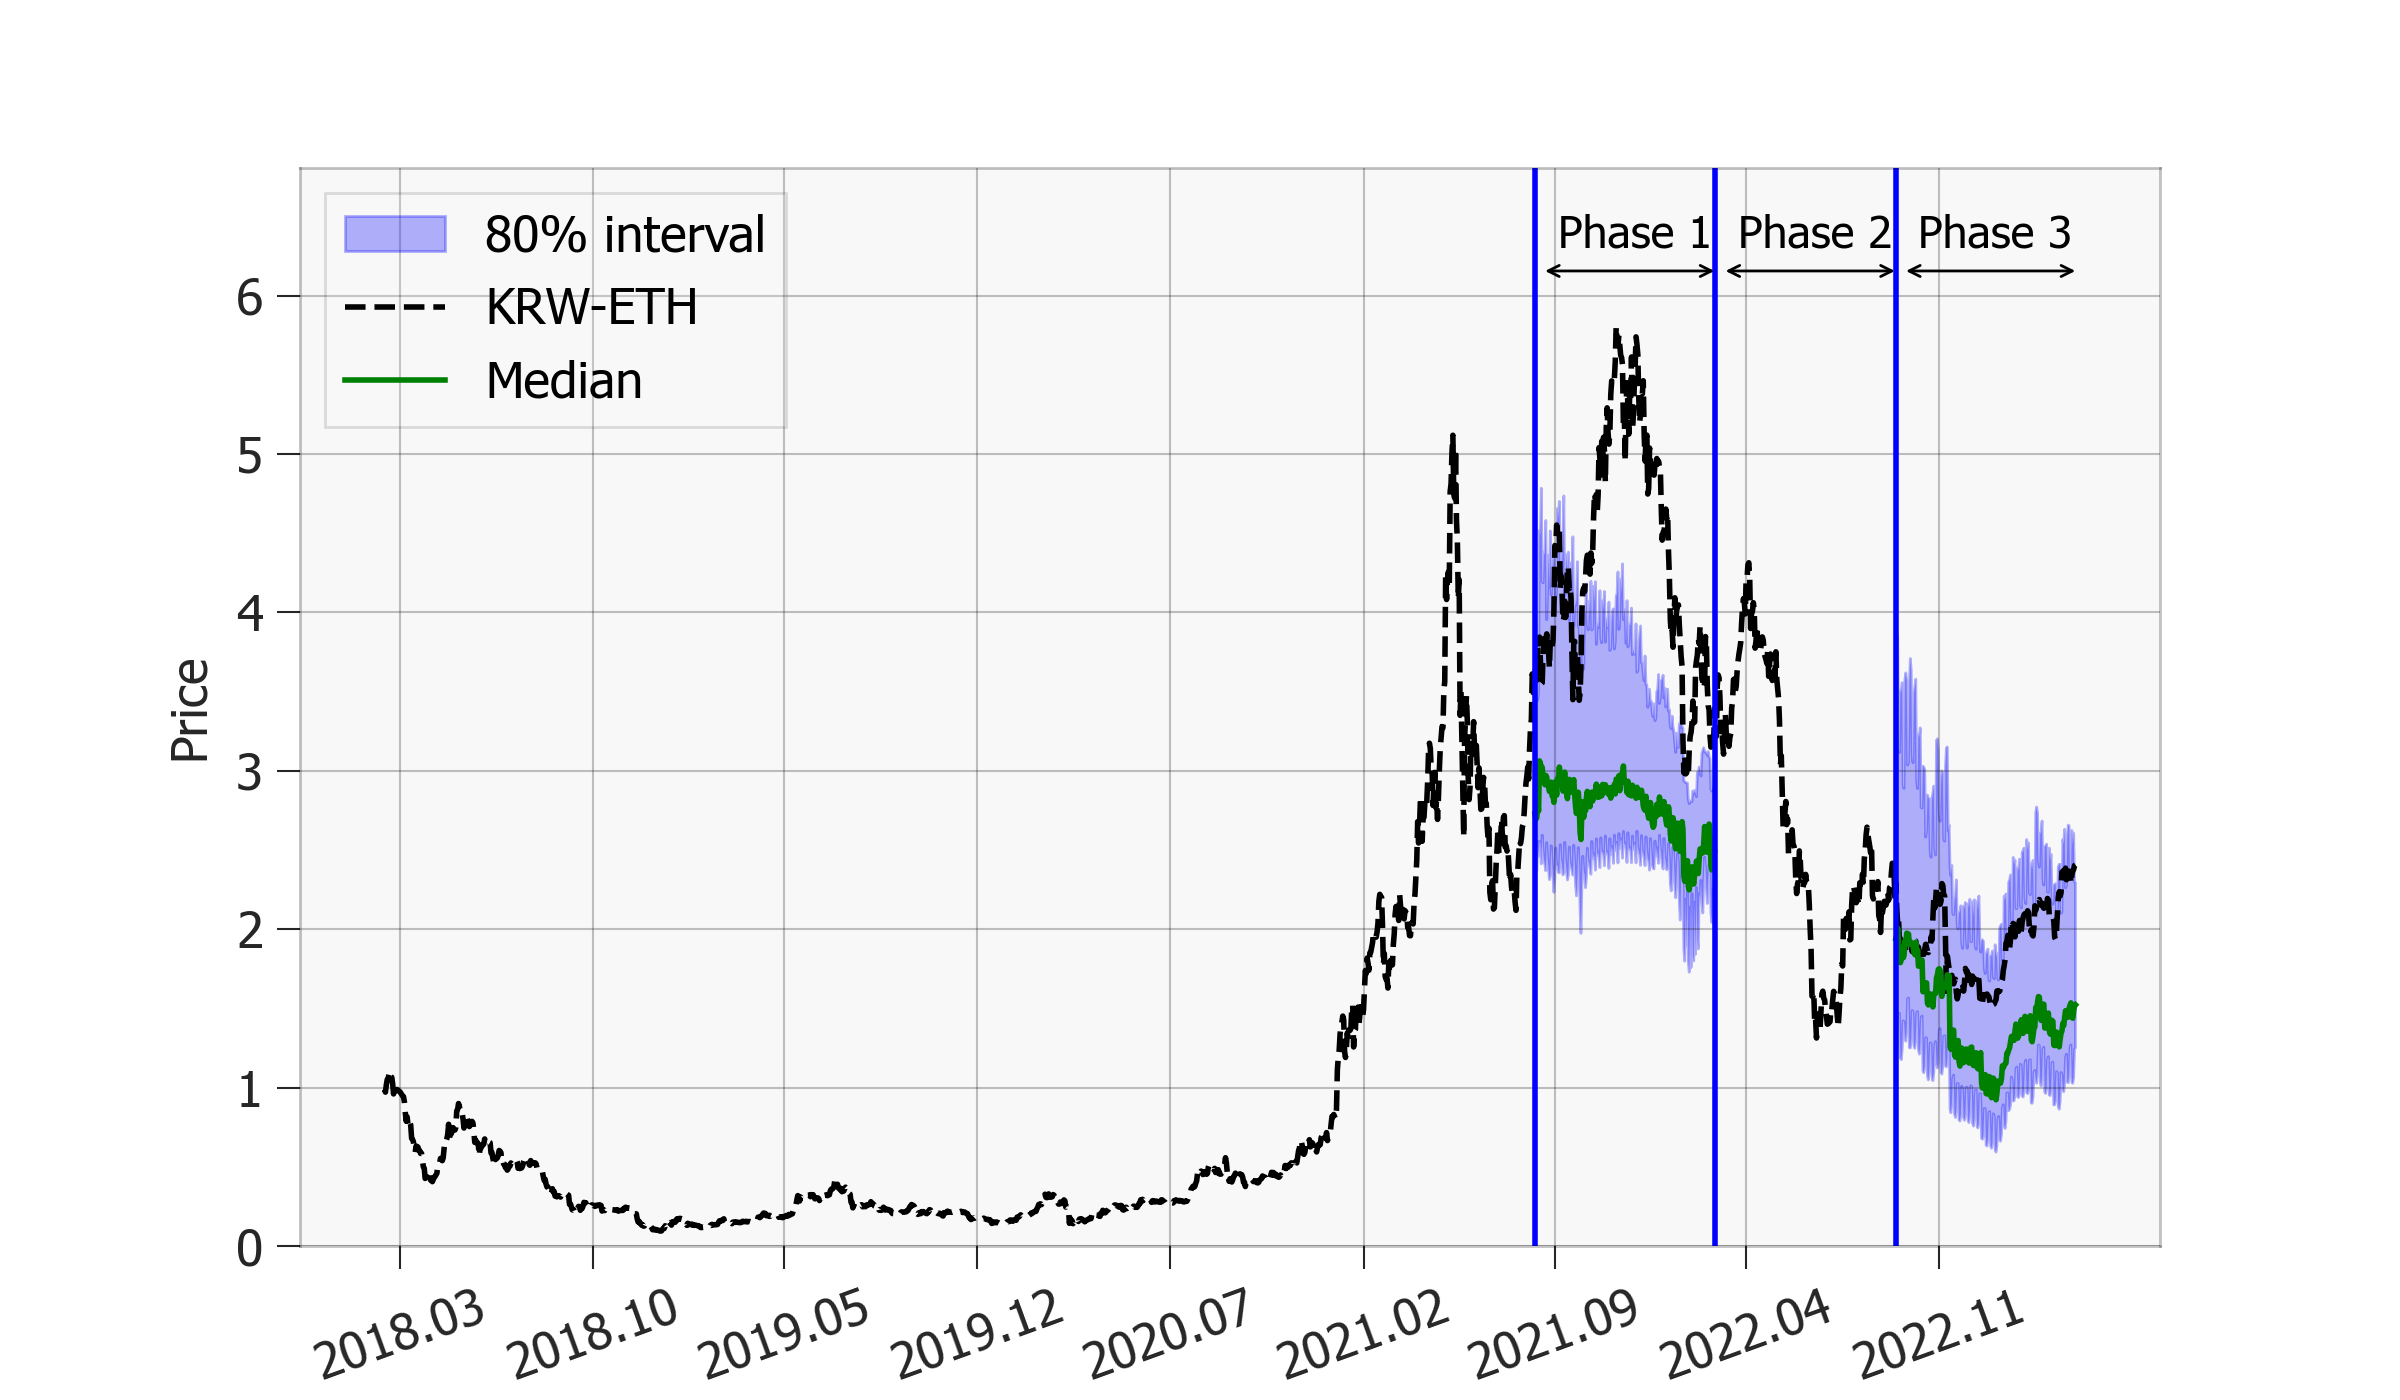 80% interval
KRW-ETH
Median
Phase 1
Phase 2
Phase 3
Price
6
5
4
3
2
1
0
2018.03
2018.10
2019.05
2019.12
2020.07
2021.02
2021.09
2022.04
2022.11